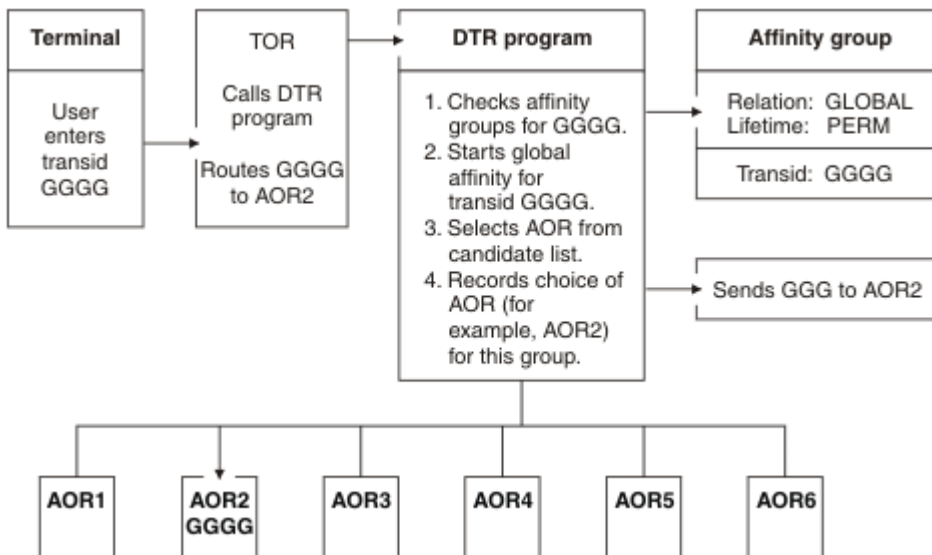 Terminal
User
enters
transid
GGGG
TOR
Calls DTR
program
Routes GGGG
to AOR2
DTR program
1. Checks affinity
groups for GGGG.
2. Starts global
affinity for
transid GGGG.
3. Selects AOR from
candidate list.
4. Records choice of
AOR (for
example, AOR2)
for this group.
Affinity group
Relation: GLOBAL
Lifetime: PERM
Transid: GGGG
Sends GGG to AOR2
AOR1
AOR2
GGGG
AOR3
AOR4
AOR5
AOR6